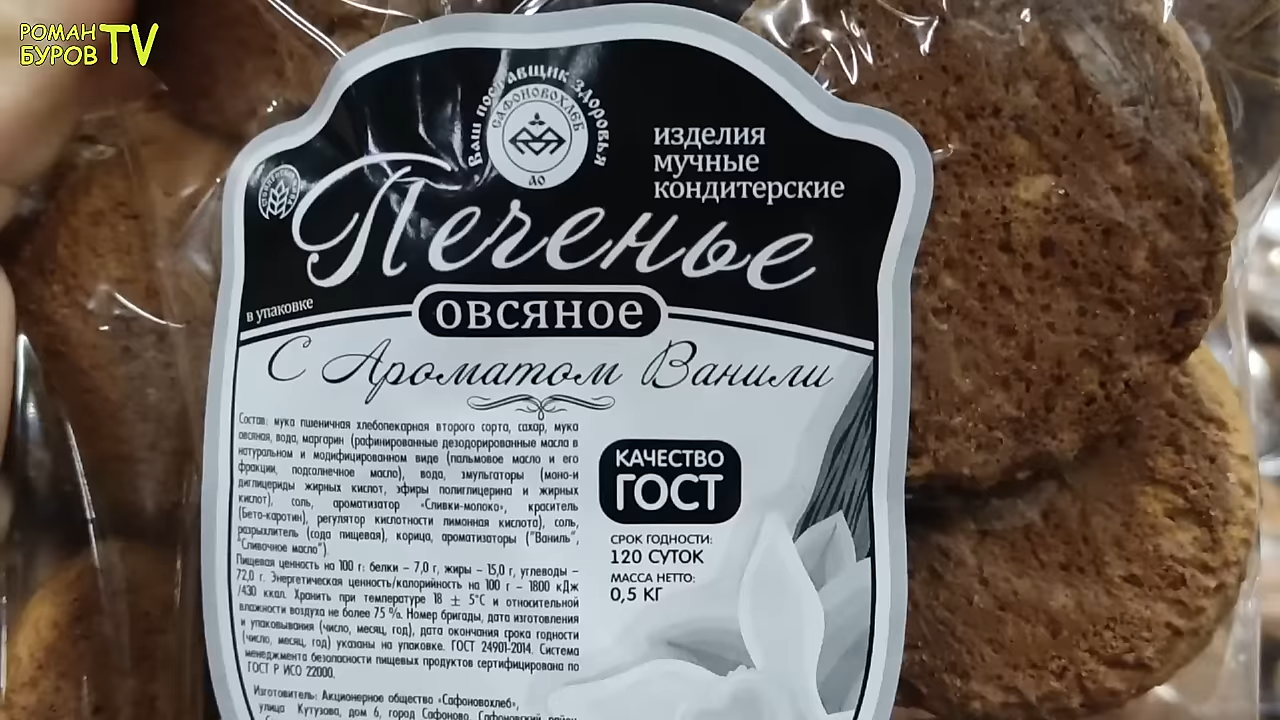 РОМАН
БУРОВ TV
Ваш поставщик здоровья
САФОНОВОХЛЕБ
АО
изделия
мучные
кондитерские
Печенье
в упаковке
овсяное
С Ароматом Ванили
Состав: мука пшеничная хлебопекарная второго сорта, сахар, мука
овсяная, вода, маргарин (рафинированные дезодорированные масла в
натуральном и модифицированном виде (пальмовое масло и его
фракции, подсолнечное масло), вода, эмульгаторы (моно-и
диглицериды жирных кислот, эфиры полиглицерина и жирных
кислот), соль, ароматизатор «Сливки-молоко», краситель
(Бета-каротин), регулятор кислотности лимонная кислота), соль,
разрыхлитель (сода пищевая), корица, ароматизаторы ("Ваниль",
"Сливочное масло").
Пищевая ценность на 100 г: белки – 7,0 г, жиры – 15,0 г, углеводы –
72,0 г. Энергетическая ценность/калорийность на 100 г – 1800 кДж
/430 ккал. Хранить при температуре 18 ± 5°С и относительной
влажности воздуха не более 75 %. Номер бригады, дата изготовления
и упаковывания (число, месяц, год), дата окончания срока годности
(число, месяц, год) указаны на упаковке. ГОСТ 24901-2014. Система
менеджмента безопасности пищевых продуктов сертифицирована по
ГОСТ Р ИСО 22000.
Изготовитель: Акционерное общество «Сафоновохлеб»,
улица Кутузова, дом 6, город Сафоново, Сафоновский район,
КАЧЕСТВО
ГОСТ
СРОК ГОДНОСТИ:
120 СУТОК
МАССА НЕТТО:
0,5 КГ